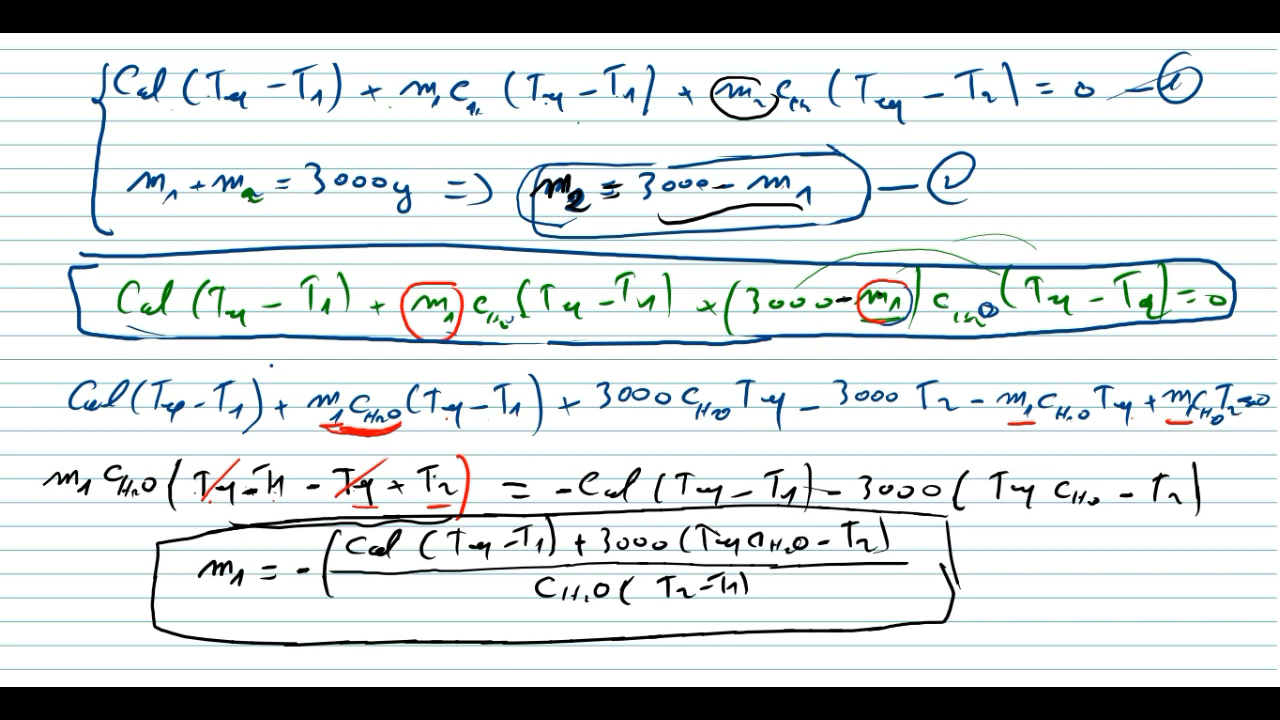 Cal (Teq - T1) + m1 cH2 (Teq - T1) + m2 cH2 (Teq - T2) = 0 — ①
m1 + m2 = 3000g => m2 = 3000 - m1 — ②
Cal (Teq - T1) + m1 cH2O (Teq - T1) + (3000 - m1) cH2O (Teq - T2) = 0
Cal (Teq - T1) + m1 cH2O (Teq - T1) + 3000 cH2O Teq - 3000 T2 - m1 cH2O Teq + m1 cH2O T2 = 0
m1 cH2O (Teq - T1 - Teq + T2) = - Cal (Teq - T1) - 3000 (Teq cH2O - T2)
Cal (Teq - T1) + 3000 (Teq cH2O - T2)
m1 = - (
cH2O (T2 - T1)